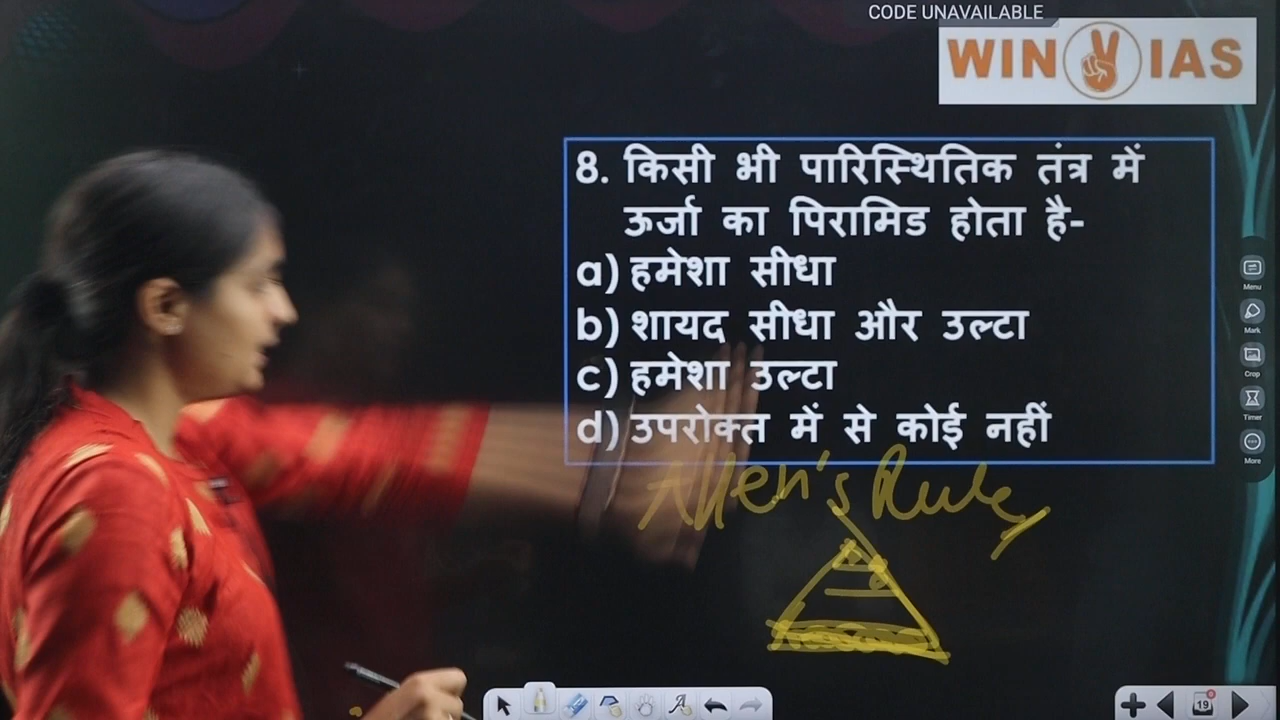 CODE UNAVAILABLE
WIN IAS
8. किसी भी पारिस्थितिक तंत्र में
ऊर्जा का पिरामिड होता है-
a) हमेशा सीधा
b) शायद सीधा और उल्टा
c) हमेशा उल्टा
d) उपरोक्त में से कोई नहीं
Allen's Rule
Menu
Mark
Crop
Timer
More
19